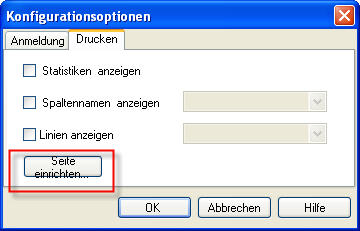 Konfigurationsoptionen
Anmeldung Drucken
Statistiken anzeigen
Spaltennamen anzeigen
Linien anzeigen
Seite
einrichten...
OK Abbrechen Hilfe